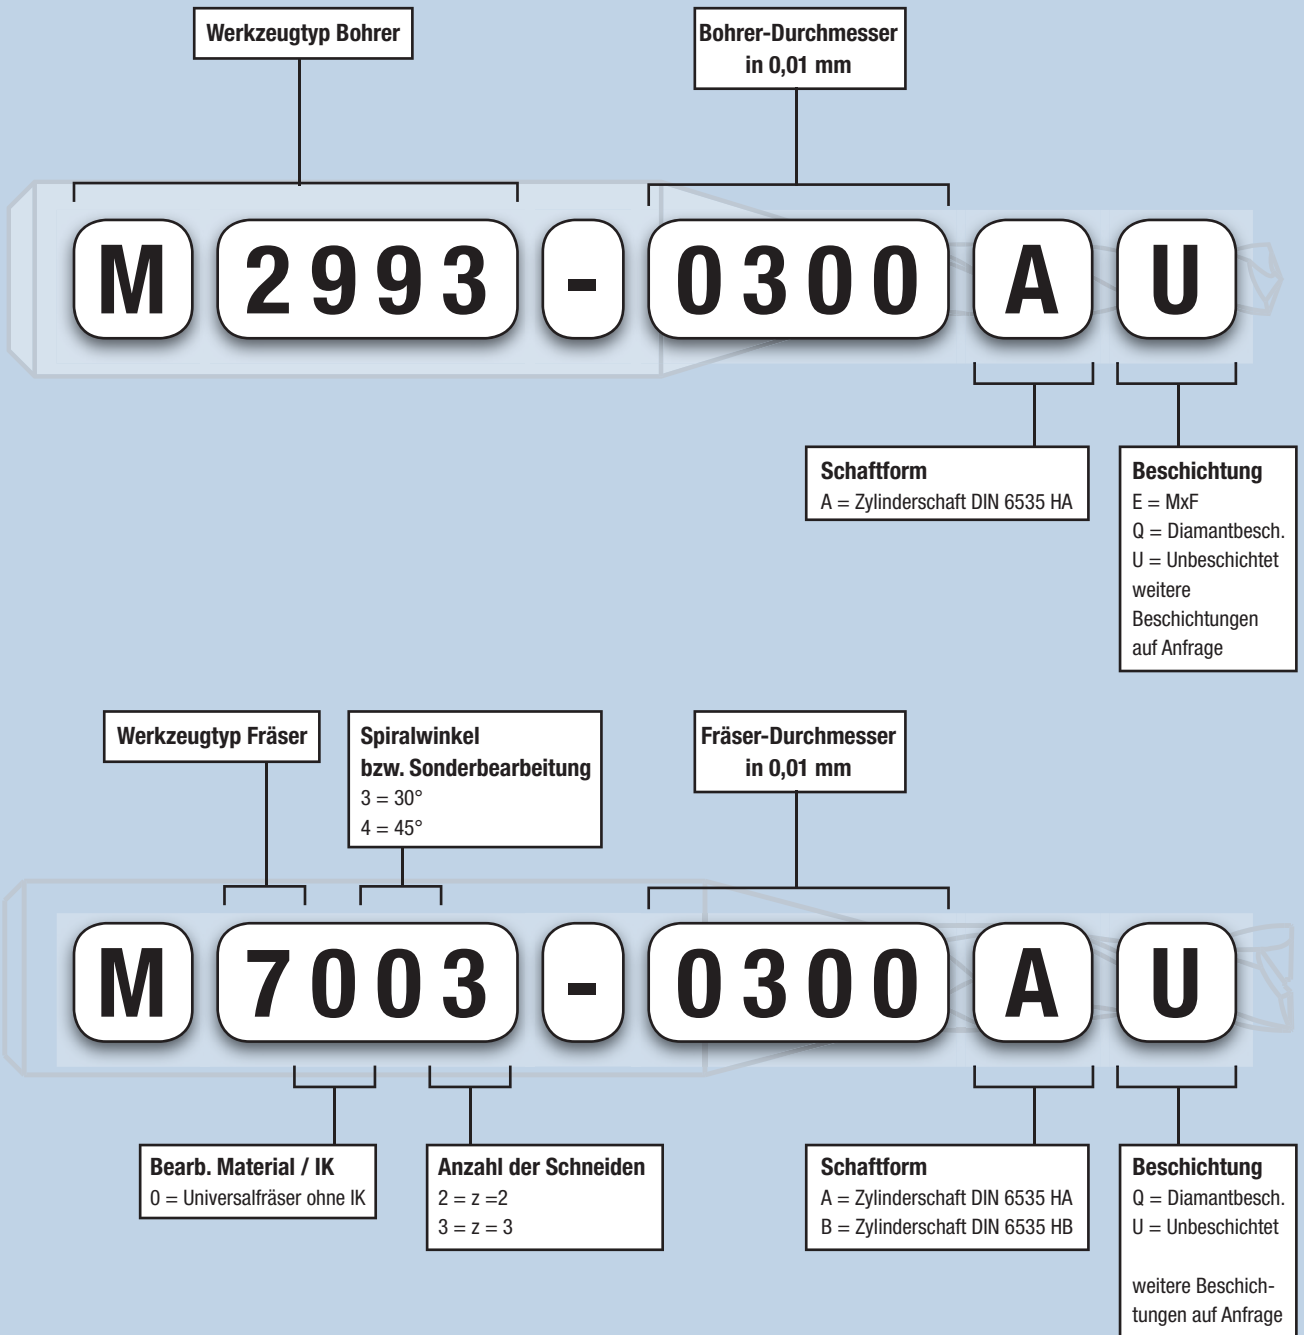 Werkzeugtyp Bohrer
Bohrer-Durchmesser
in 0,01 mm
M 2993 - 0300 A U
Schaftform
A = Zylinderschaft DIN 6535 HA
Beschichtung
E = MxF
Q = Diamantbesch.
U = Unbeschichtet
weitere
Beschichtungen
auf Anfrage
Werkzeugtyp Fräser
Spiralwinkel
bzw. Sonderbearbeitung
3 = 30°
4 = 45°
Fräser-Durchmesser
in 0,01 mm
M 7003 - 0300 A U
Bearb. Material / IK
0 = Universalfräser ohne IK
Anzahl der Schneiden
2 = z =2
3 = z = 3
Schaftform
A = Zylinderschaft DIN 6535 HA
B = Zylinderschaft DIN 6535 HB
Beschichtung
Q = Diamantbesch.
U = Unbeschichtet
weitere Beschich-
tungen auf Anfrage